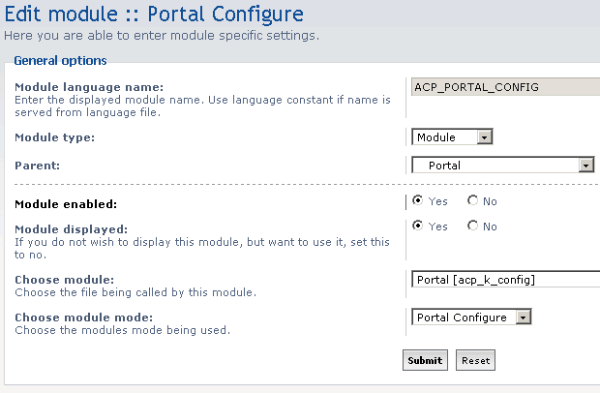 Edit module :: Portal Configure
Here you are able to enter module specific settings.
General options
Module language name:
ACP_PORTAL_CONFIG
Enter the displayed module name. Use language constant if name is
served from language file.
Module type:
Module
Parent:
Portal
Module enabled:
Yes No
Module displayed:
Yes No
If you do not wish to display this module, but want to use it, set this
to no.
Choose module:
Portal [acp_k_config]
Choose the file being called by this module.
Choose module mode:
Portal Configure
Choose the modules mode being used.
Submit Reset